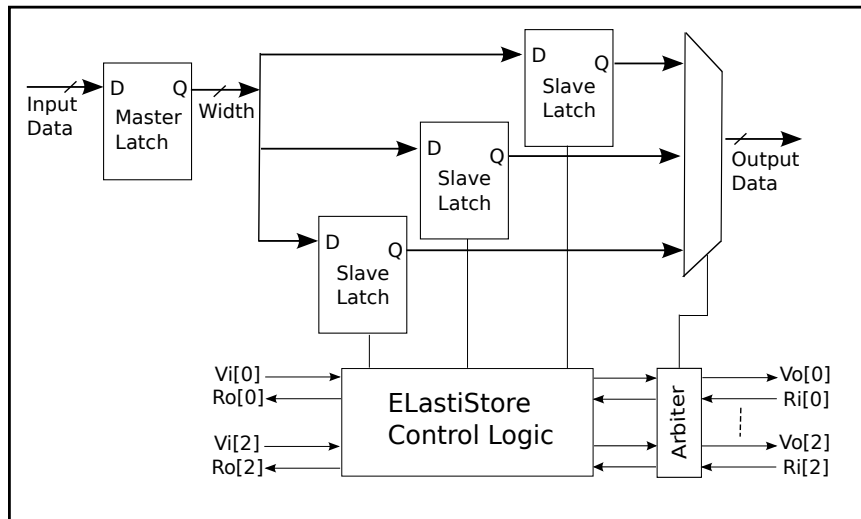 Input
Data
D
Q
Master
Latch
Width
D
Q
Slave
Latch
D
Q
Slave
Latch
D
Q
Slave
Latch
Output
Data
Vi[0]
Ro[0]
Vi[2]
Ro[2]
ELastiStore
Control Logic
Arbiter
Vo[0]
Ri[0]
Vo[2]
Ri[2]